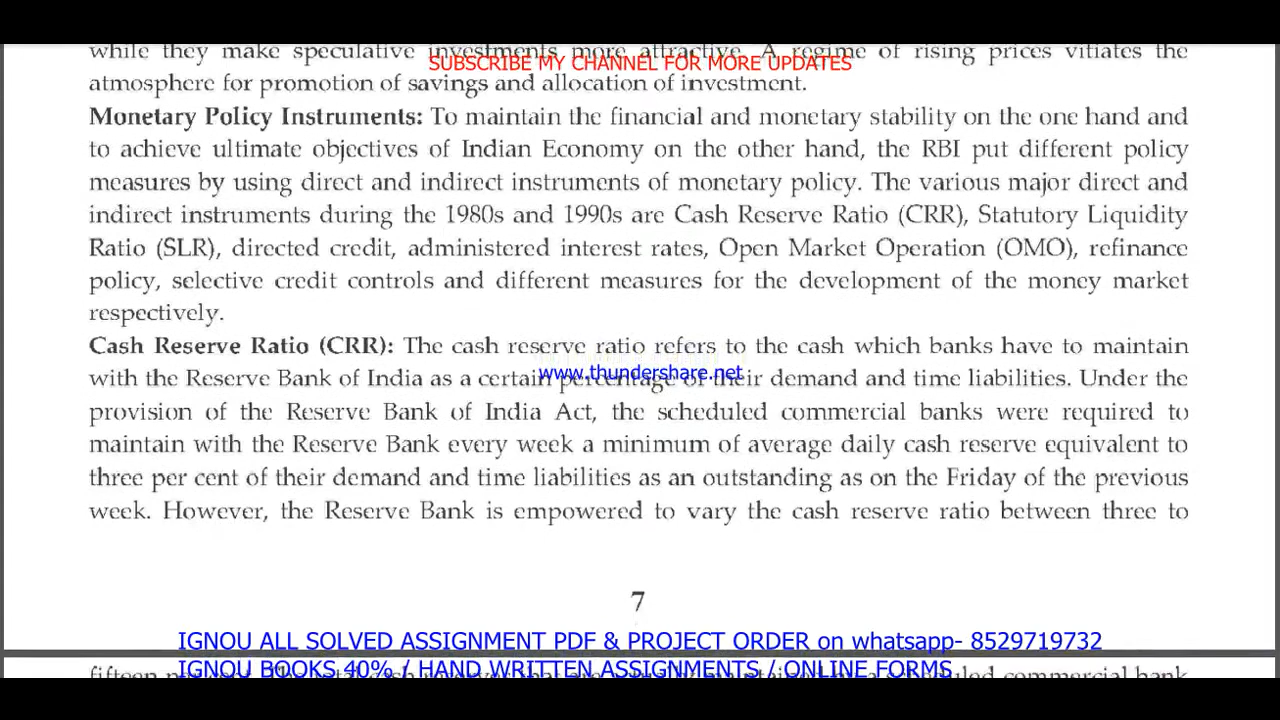 while they make speculative investments more attractive. A regime of rising prices vitiates the
SUBSCRIBE MY CHANNEL FOR MORE UPDATES
atmosphere for promotion of savings and allocation of investment.
Monetary Policy Instruments: To maintain the financial and monetary stability on the one hand and
to achieve ultimate objectives of Indian Economy on the other hand, the RBI put different policy
measures by using direct and indirect instruments of monetary policy. The various major direct and
indirect instruments during the 1980s and 1990s are Cash Reserve Ratio (CRR), Statutory Liquidity
Ratio (SLR), directed credit, administered interest rates, Open Market Operation (OMO), refinance
policy, selective credit controls and different measures for the development of the money market
respectively.
Cash Reserve Ratio (CRR): The cash reserve ratio refers to the cash which banks have to maintain
www.thundershare.net
with the Reserve Bank of India as a certain percentage of their demand and time liabilities. Under the
provision of the Reserve Bank of India Act, the scheduled commercial banks were required to
maintain with the Reserve Bank every week a minimum of average daily cash reserve equivalent to
three per cent of their demand and time liabilities as an outstanding as on the Friday of the previous
week. However, the Reserve Bank is empowered to vary the cash reserve ratio between three to
7
IGNOU ALL SOLVED ASSIGNMENT PDF & PROJECT ORDER on whatsapp- 8529719732
IGNOU BOOKS 40% / HAND WRITTEN ASSIGNMENTS / ONLINE FORMS
fifteen scheduled commercial bank